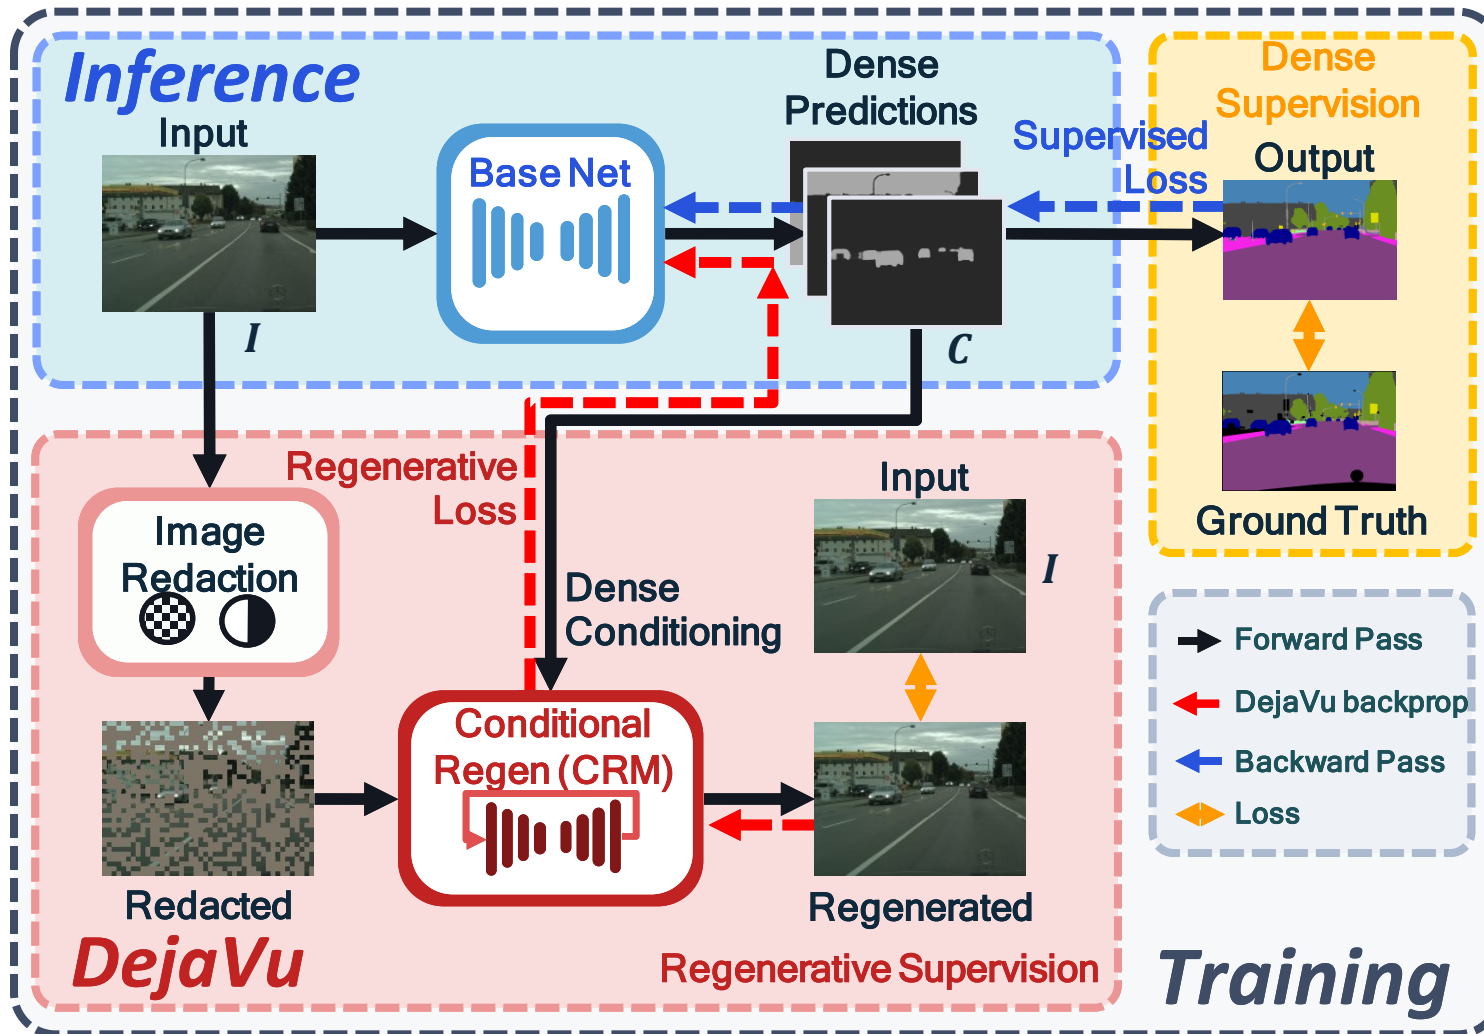 Inference
Input
I
Base Net
Dense
Predictions
C
Supervised
Loss
Dense
Supervision
Output
Ground Truth
Regenerative
Loss
Image
Redaction
Redacted
Dense
Conditioning
Conditional
Regen (CRM)
Input
I
Regenerated
Regenerative Supervision
DejaVu
Forward Pass
DejaVu backprop
Backward Pass
Loss
Training